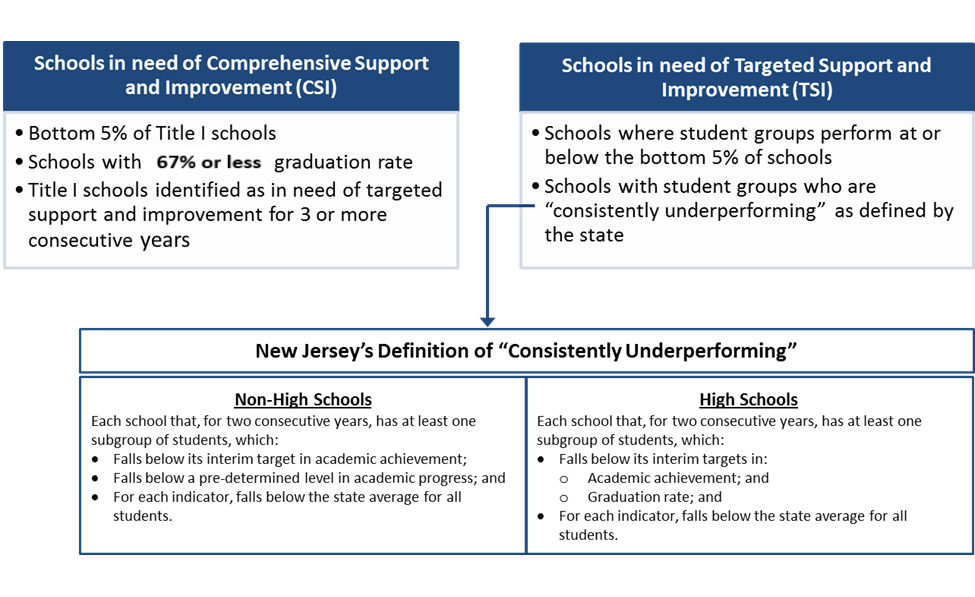 Schools in need of Comprehensive Support
and Improvement (CSI)
• Bottom 5% of Title I schools
• Schools with 67% or less graduation rate
• Title I schools identified as in need of targeted
support and improvement for 3 or more
consecutive years
Schools in need of Targeted Support and
Improvement (TSI)
• Schools where student groups perform at or
below the bottom 5% of schools
• Schools with student groups who are
“consistently underperforming” as defined by
the state
New Jersey’s Definition of “Consistently Underperforming”
Non-High Schools
Each school that, for two consecutive years, has at least one
subgroup of students, which:
• Falls below its interim target in academic achievement;
• Falls below a pre-determined level in academic progress; and
• For each indicator, falls below the state average for all
students.
High Schools
Each school that, for two consecutive years, has at least one
subgroup of students, which:
• Falls below its interim targets in:
o Academic achievement; and
o Graduation rate; and
• For each indicator, falls below the state average for all
students.